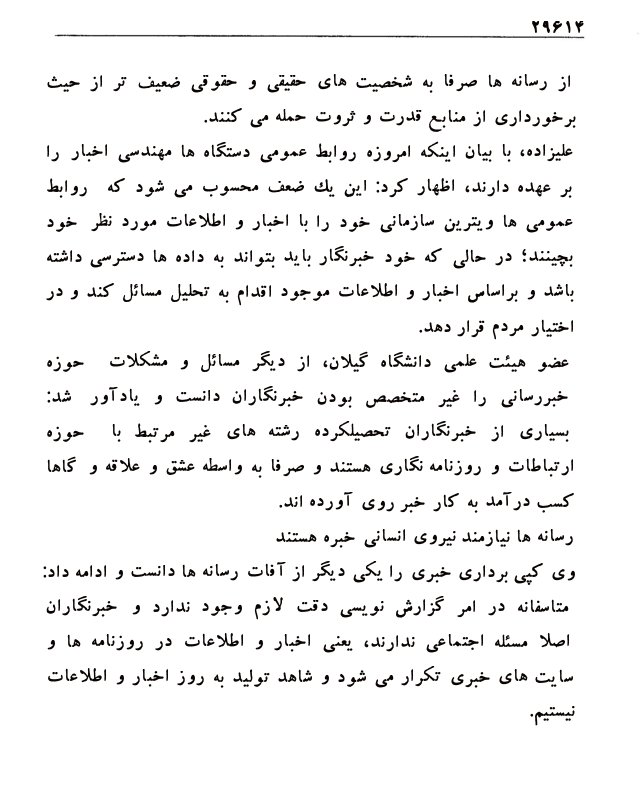 ۲۹۶۱۴
از رسانه ها صرفا به شخصیت های حقیقی و حقوقی ضعیف تر از حیث
برخورداری از منابع قدرت و ثروت حمله می کنند.
علیزاده، با بیان اینکه امروزه روابط عمومی دستگاه ها مهندسی اخبار را
بر عهده دارند، اظهار کرد: این یك ضعف محسوب می شود که روابط
عمومی ها ویترین سازمانی خود را با اخبار و اطلاعات مورد نظر خود
بچینند؛ در حالی که خود خبرنگار باید بتواند به داده ها دسترسی داشته
باشد و براساس اخبار و اطلاعات موجود اقدام به تحلیل مسائل کند و در
اختیار مردم قرار دهد.
عضو هیئت علمی دانشگاه گیلان، از دیگر مسائل و مشکلات حوزه
خبررسانی را غیر متخصص بودن خبرنگاران دانست و یادآور شد:
بسیاری از خبرنگاران تحصیلکرده رشته های غیر مرتبط با حوزه
ارتباطات و روزنامه نگاری هستند و صرفا به واسطه عشق و علاقه و گاها
کسب درآمد به کار خبر روی آورده اند.
رسانه ها نیازمند نیروی انسانی خبره هستند
وی کپی برداری خبری را یکی دیگر از آفات رسانه ها دانست و ادامه داد:
متاسفانه در امر گزارش نویسی دقت لازم وجود ندارد و خبرنگاران
اصلا مسئله اجتماعی ندارند، یعنی اخبار و اطلاعات در روزنامه ها و
سایت های خبری تکرار می شود و شاهد تولید به روز اخبار و اطلاعات
نیستیم.